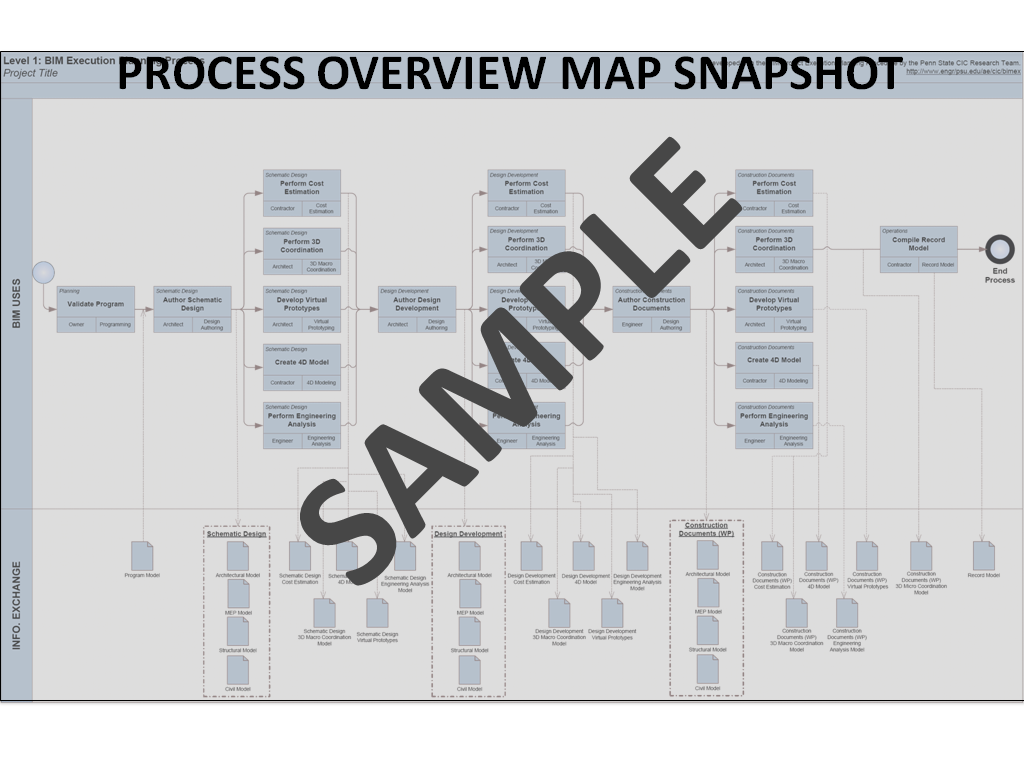 PROCESS OVERVIEW MAP SNAPSHOT
Level 1: BIM Execution
Project Title
by the Penn State CIC Research Team.
http://www.engr/psu.edu/ae/cic/bimex
SAMPLE
BIM USES
Planning
Validate Program
Owner Programming
Schematic Design
Author Schematic
Design
Architect Design
Authoring
Schematic Design
Perform Cost
Estimation
Contractor Cost
Estimation
Schematic Design
Perform 3D
Coordination
Architect 3D Macro
Coordination
Schematic Design
Develop Virtual
Prototypes
Architect Virtual
Prototyping
Schematic Design
Create 4D Model
Contractor 4D Modeling
Schematic Design
Perform Engineering
Analysis
Engineer Engineering
Analysis
Design Development
Author Design
Development
Architect Design
Authoring
Design Development
Perform Cost
Estimation
Contractor Cost
Estimation
Design Development
Perform 3D
Coordination
Architect
Architect Virtual
Engineer Engineering
Analysis
Author Construction
Documents
Engineer Design
Authoring
Construction Documents
Perform Cost
Estimation
Contractor Cost
Estimation
Construction Documents
Perform 3D
Coordination
Architect 3D Macro
Coordination
Construction Documents
Develop Virtual
Prototypes
Architect Virtual
Prototyping
Construction Documents
Create 4D Model
Contractor 4D Modeling
Construction Documents
Perform Engineering
Analysis
Engineer Engineering
Analysis
Operations
Compile Record
Model
Contractor Record Model
End
Process
INFO. EXCHANGE
Program Model
Schematic Design
Architectural Model
MEP Model
Structural Model
Civil Model
Schematic Design
Cost Estimation
Schematic Design
Engineering Analysis
Model
Schematic Design
3D Macro Coordination
Model
Schematic Design
Virtual Prototypes
Design Development
Architectural Model
MEP Model
Structural Model
Civil Model
Design Development
Cost Estimation
Design Development
4D Model
Design Development
Engineering Analysis
Model
Design Development
3D Macro Coordination
Model
Design Development
Virtual Prototypes
Construction
Documents (WP)
Architectural Model
MEP Model
Structural Model
Civil Model
Construction
Documents (WP)
Cost Estimation
Construction
Documents (WP)
4D Model
Construction
Documents (WP)
Virtual Prototypes
Construction
Documents (WP)
3D Micro Coordination
Model
Construction
Documents (WP)
3D Macro Coordination
Model
Construction
Documents (WP)
Engineering
Analysis Model
Record Model